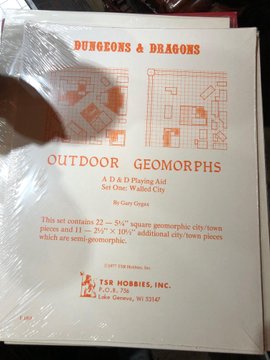 DUNGEONS & DRAGONS
OUTDOOR GEOMORPHS
A D & D Playing Aid
Set One: Walled City
By Gary Gygax
This set contains 22 — 5¼" square geomorphic city/town
pieces and 11 — 2½" × 10½" additional city/town pieces
which are semi-geomorphic.
©1977 TSR Hobbies, Inc.
TSR HOBBIES, INC.
P.O.B. 756
Lake Geneva, WI 53147